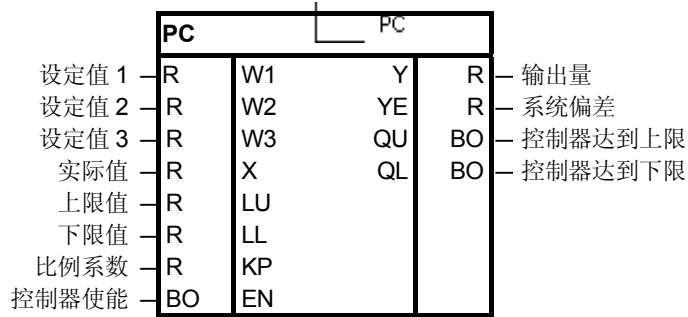 PC PC
设定值 1 R W1 Y R 输出量
设定值 2 R W2 YE R 系统偏差
设定值 3 R W3 QU BO 控制器达到上限
实际值 R X QL BO 控制器达到下限
上限值 R LU
下限值 R LL
比例系数 R KP
控制器使能 BO EN